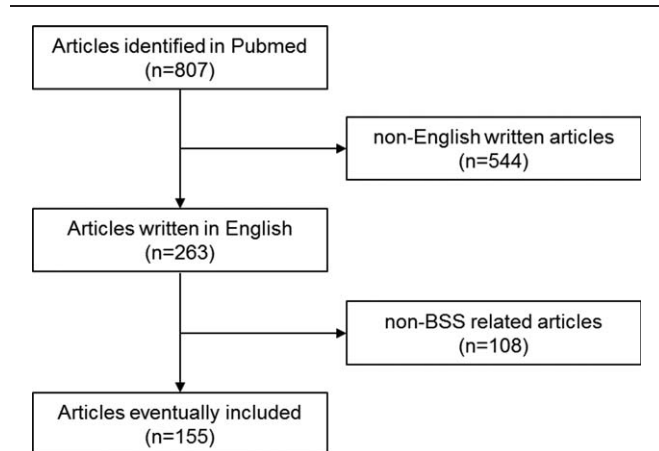 Articles identified in Pubmed
(n=807)
non-English written articles
(n=544)
Articles written in English
(n=263)
non-BSS related articles
(n=108)
Articles eventually included
(n=155)